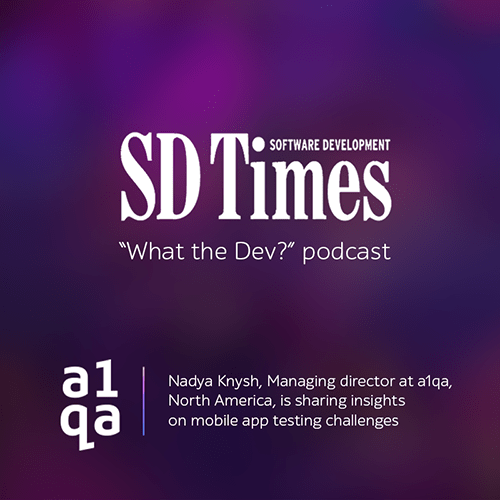 SOFTWARE DEVELOPMENT
SD Times
“What the Dev?” podcast
a1
qa
Nadya Knysh, Managing director at a1qa,
North America, is sharing insights
on mobile app testing challenges